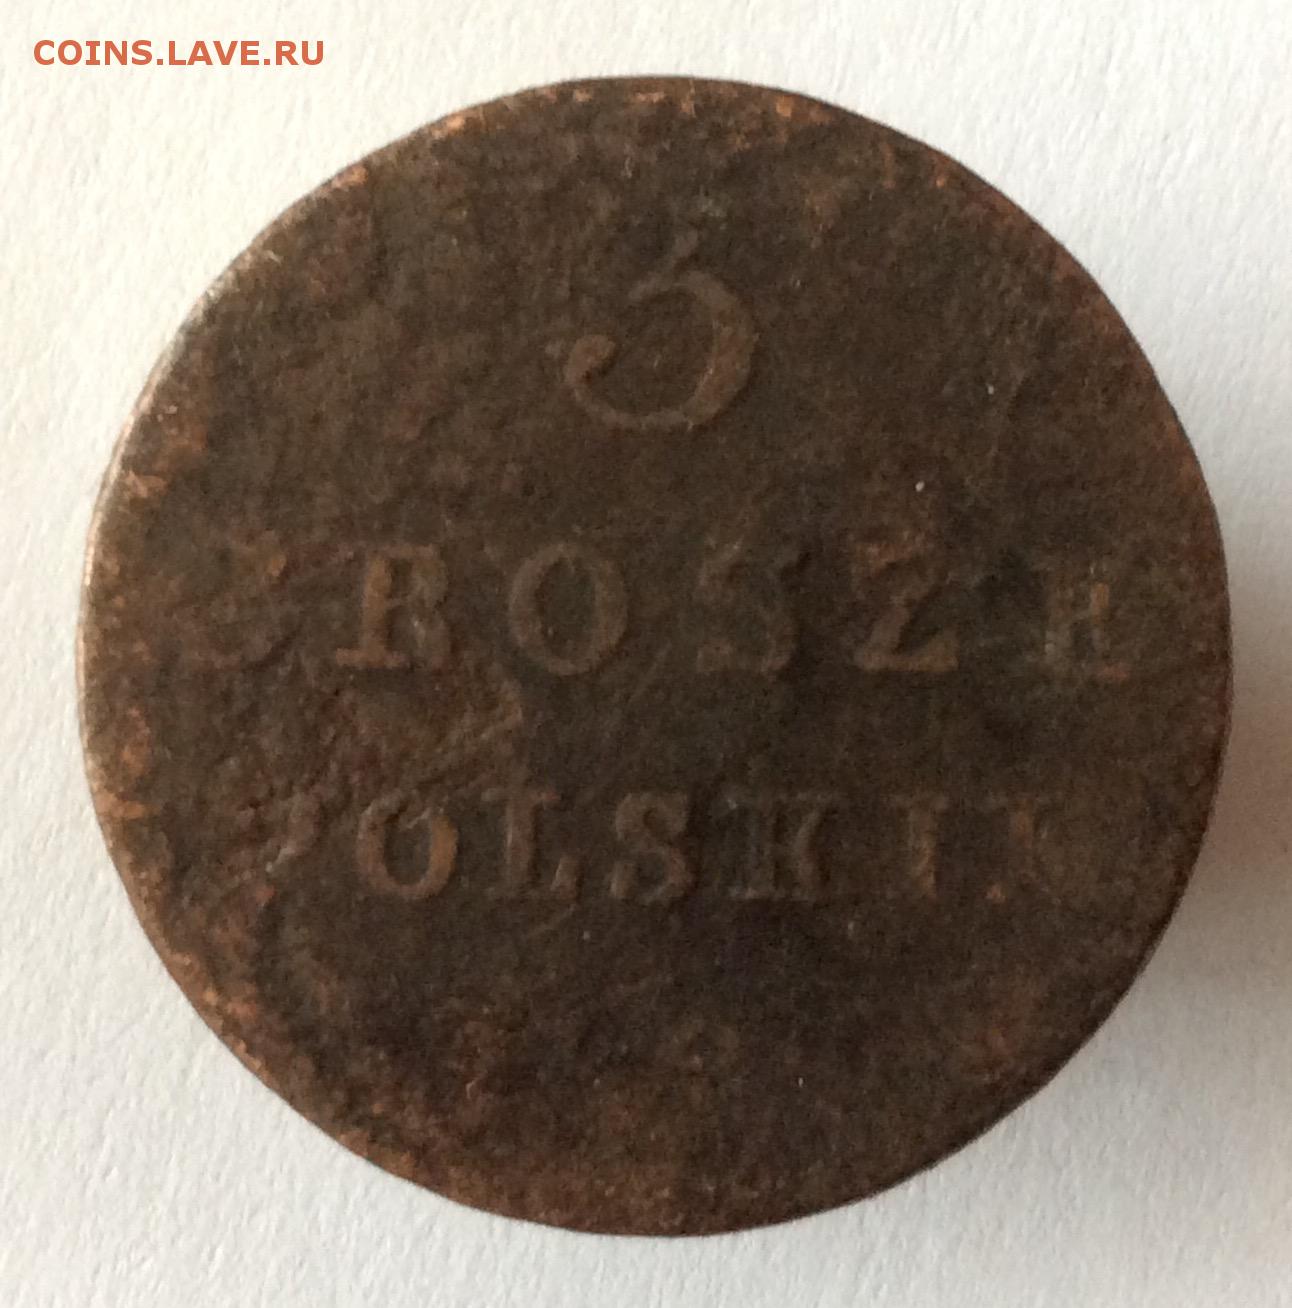 COINS.LAVE.RU
3
GROSZE
POLSKIE